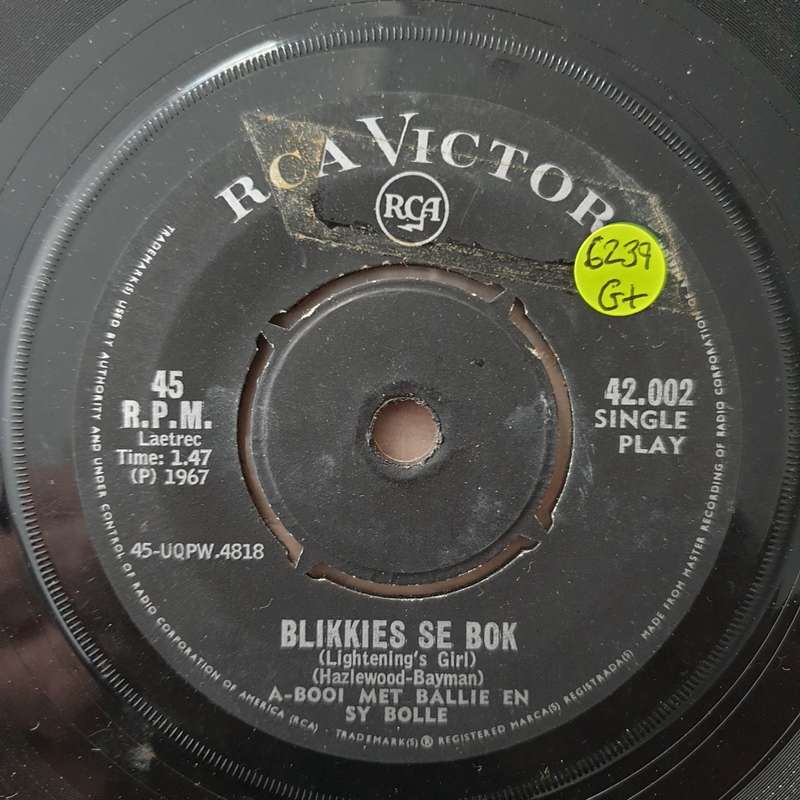 RCA VICTOR
RCA
6239
G+
45
R.P.M.
Laetrec
Time: 1.47
(P) 1967
42.002
SINGLE
PLAY
45-UQPW.4818
BLIKKIES SE BOK
(Lightening's Girl)
(Hazlewood-Bayman)
A-BOOI MET BALLIE EN
SY BOLLE
TRADEMARK(S) USED BY AUTHORITY AND UNDER CONTROL OF RADIO CORPORATION OF AMERICA (RCA) · TRADEMARK(S) ® REGISTERED MARCA(S) REGISTRADA(S)
MADE FROM MASTER RECORDING OF RADIO CORPORATION OF